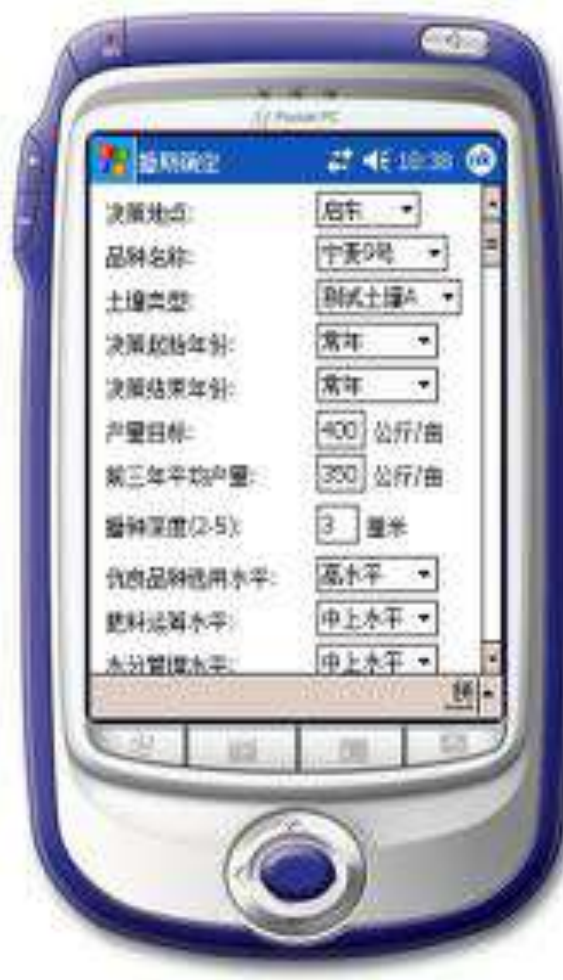 Pocket PC
播期确定 10:38 ok
决策地点: 启东
品种名称: 宁麦9号
土壤类型: 测试土壤A
决策起始年份: 常年
决策结束年份: 常年
产量目标: 400 公斤/亩
前三年平均产量: 350 公斤/亩
播种深度(2-5): 3 厘米
优良品种选用水平: 高水平
肥料运筹水平: 中上水平
水分管理水平: 中上水平
拼